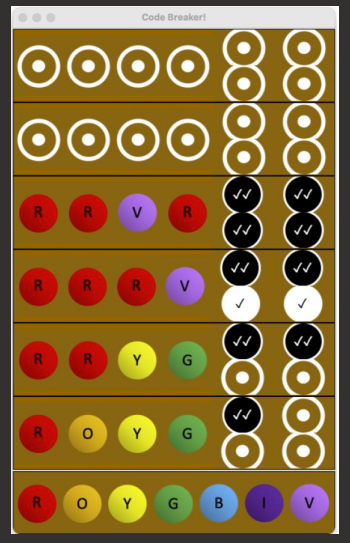 Code Breaker!
R R V R ✓✓ ✓✓
✓✓ ✓✓
R R R V ✓✓ ✓✓
✓ ✓
R R Y G ✓✓ ✓✓
R O Y G ✓✓
R O Y G B I V